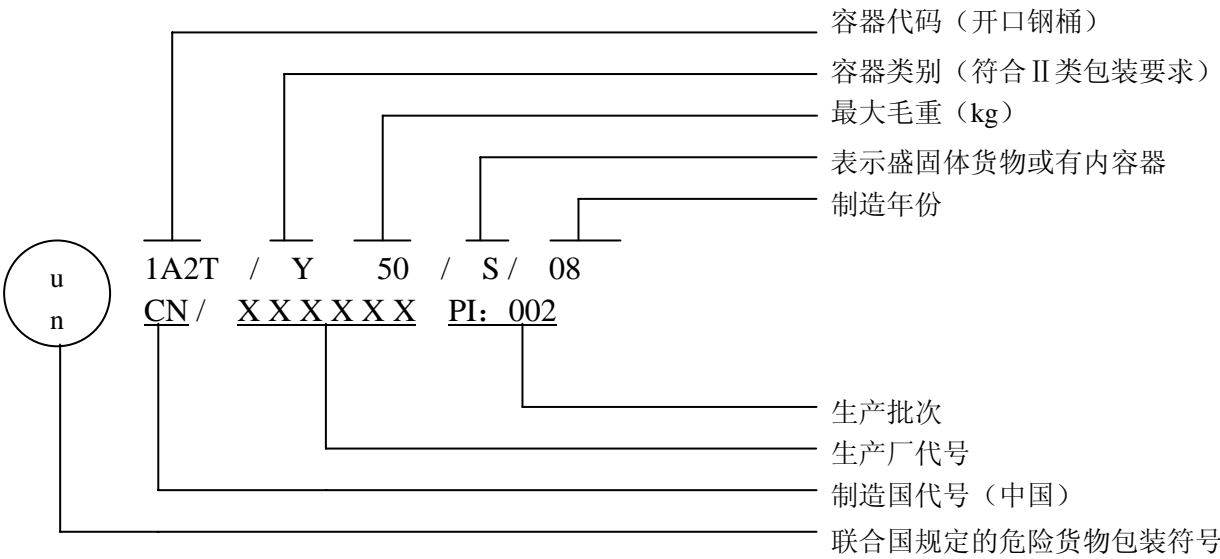 容器代码（开口钢桶）
容器类别（符合Ⅱ类包装要求）
最大毛重（kg）
表示盛固体货物或有内容器
制造年份
u
n
1A2T / Y 50 / S / 08
CN / X X X X X X PI：002
生产批次
生产厂代号
制造国代号（中国）
联合国规定的危险货物包装符号